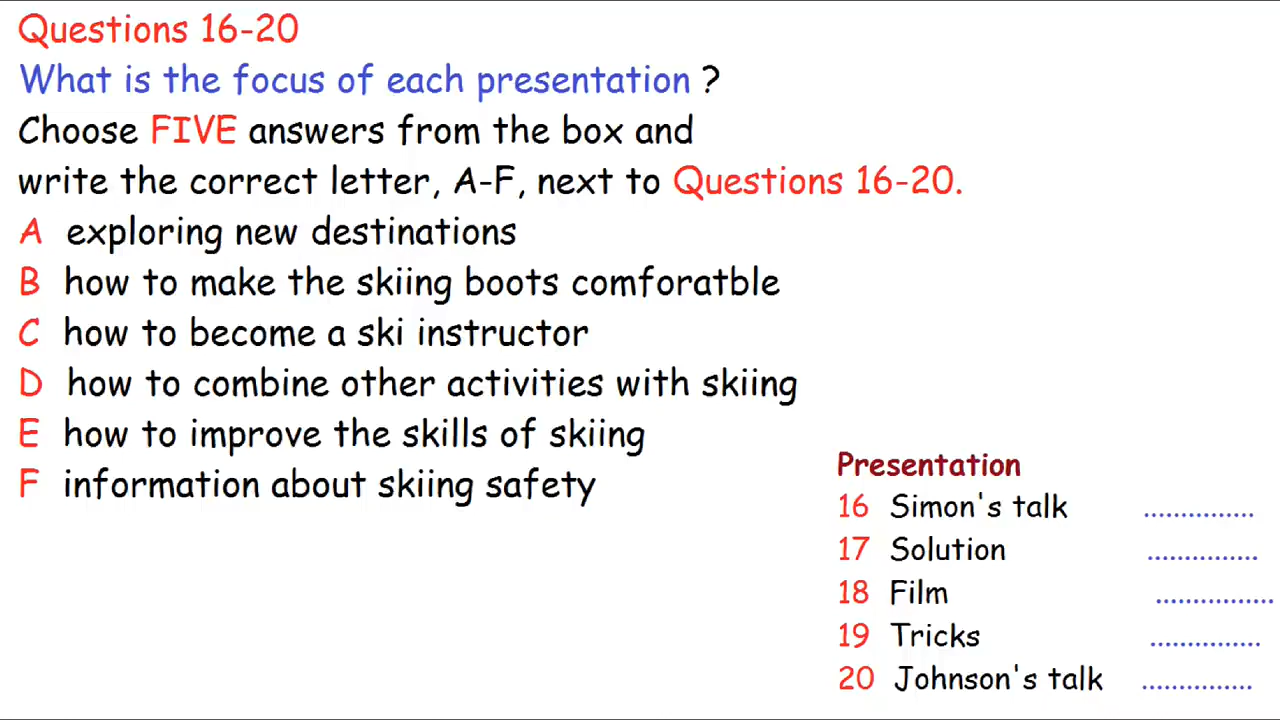 Questions 16-20
What is the focus of each presentation ?
Choose FIVE answers from the box and
write the correct letter, A-F, next to Questions 16-20.
A exploring new destinations
B how to make the skiing boots comforatble
C how to become a ski instructor
D how to combine other activities with skiing
E how to improve the skills of skiing
F information about skiing safety
Presentation
16 Simon's talk ...............
17 Solution ...............
18 Film ................
19 Tricks ...............
20 Johnson's talk ...............